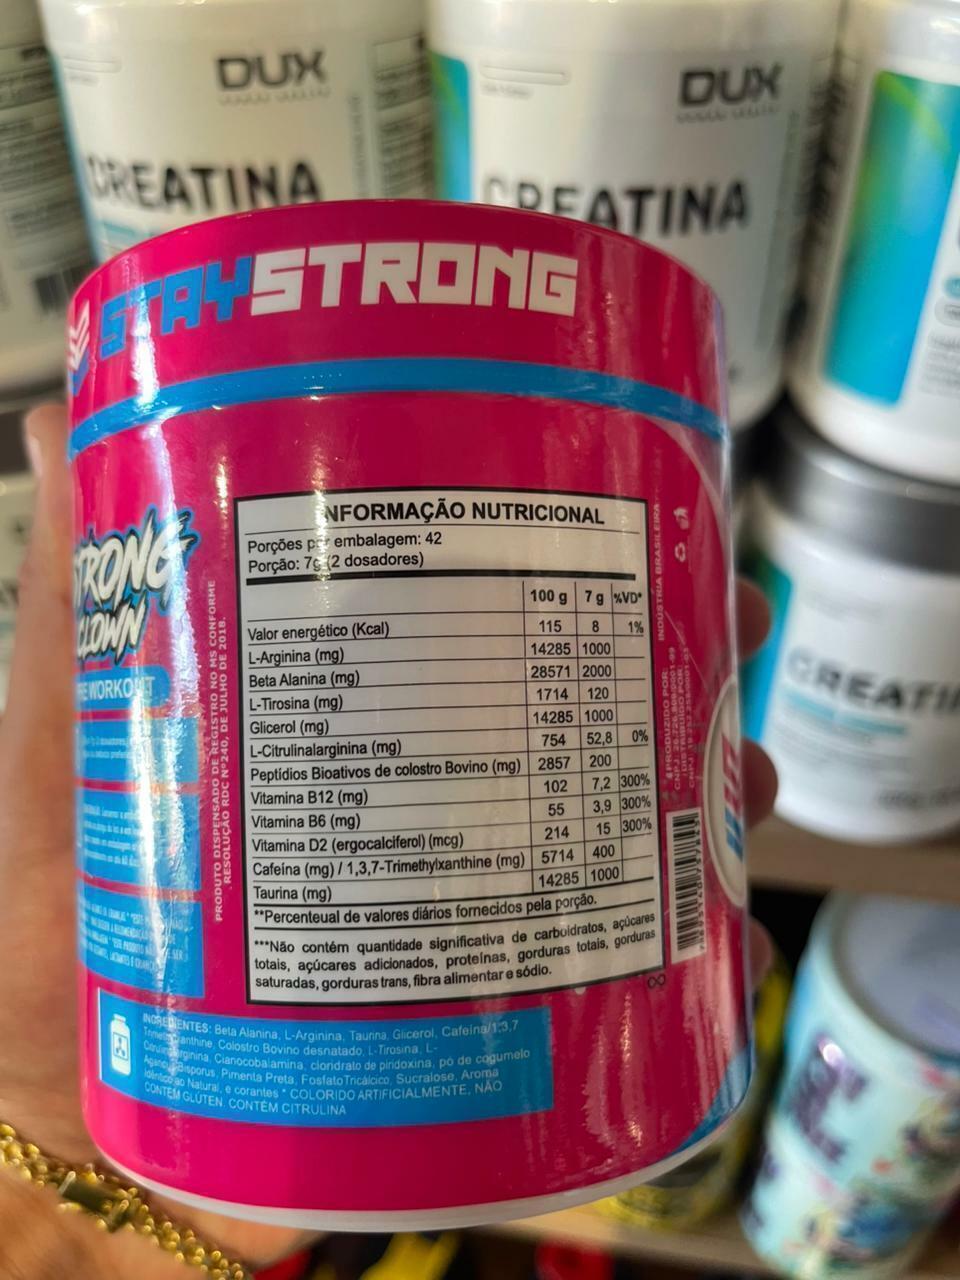 DUX
CREATINA
DUX
CREATINA
STAYSTRONG
STRONG
CLOWN
PRODUTO DISPENSADO DE REGISTRO NO MS CONFORME
RESOLUÇÃO RDC Nº240, DE JULHO DE 2018.
NFORMAÇÃO NUTRICIONAL
Porções por embalagem: 42
Porção: 7g (2 dosadores)
100 g 7 g %VD*
Valor energético (Kcal) 115 8 1%
L-Arginina (mg) 14285 1000
Beta Alanina (mg) 28571 2000
L-Tirosina (mg) 1714 120
Glicerol (mg) 14285 1000
L-Citrulinalarginina (mg) 754 52,8 0%
Peptídios Bioativos de colostro Bovino (mg) 2857 200
Vitamina B12 (mg) 102 7,2 300%
Vitamina B6 (mg) 55 3,9 300%
Vitamina D2 (ergocalciferol) (mcg) 214 15 300%
Cafeína (mg) / 1,3,7-Trimethylxanthine (mg) 5714 400
Taurina (mg) 14285 1000
**Percenteual de valores diários fornecidos pela porção.
***Não contém quantidade significativa de carboidratos, açúcares
totais, açúcares adicionados, proteínas, gorduras totais, gorduras
saturadas, gorduras trans, fibra alimentar e sódio.
INDÚSTRIA BRASILEIRA
PRODUZIDO POR:
DISTRIBUÍDO POR:
INGREDIENTES: Beta Alanina, L-Arginina, Taurina, Glicerol, Cafeína/1,3,7
Colostro Bovino desnatado, L-Tirosina, L-
Cianocobalamina, cloridrato de piridoxina, pó de cogumelo
Pimenta Preta, Fosfato Tricálcico, Sucralose, Aroma
Idêntico ao Natural, e corantes * COLORIDO ARTIFICIALMENTE, NÃO
CONTÉM GLÚTEN. CONTÉM CITRULINA